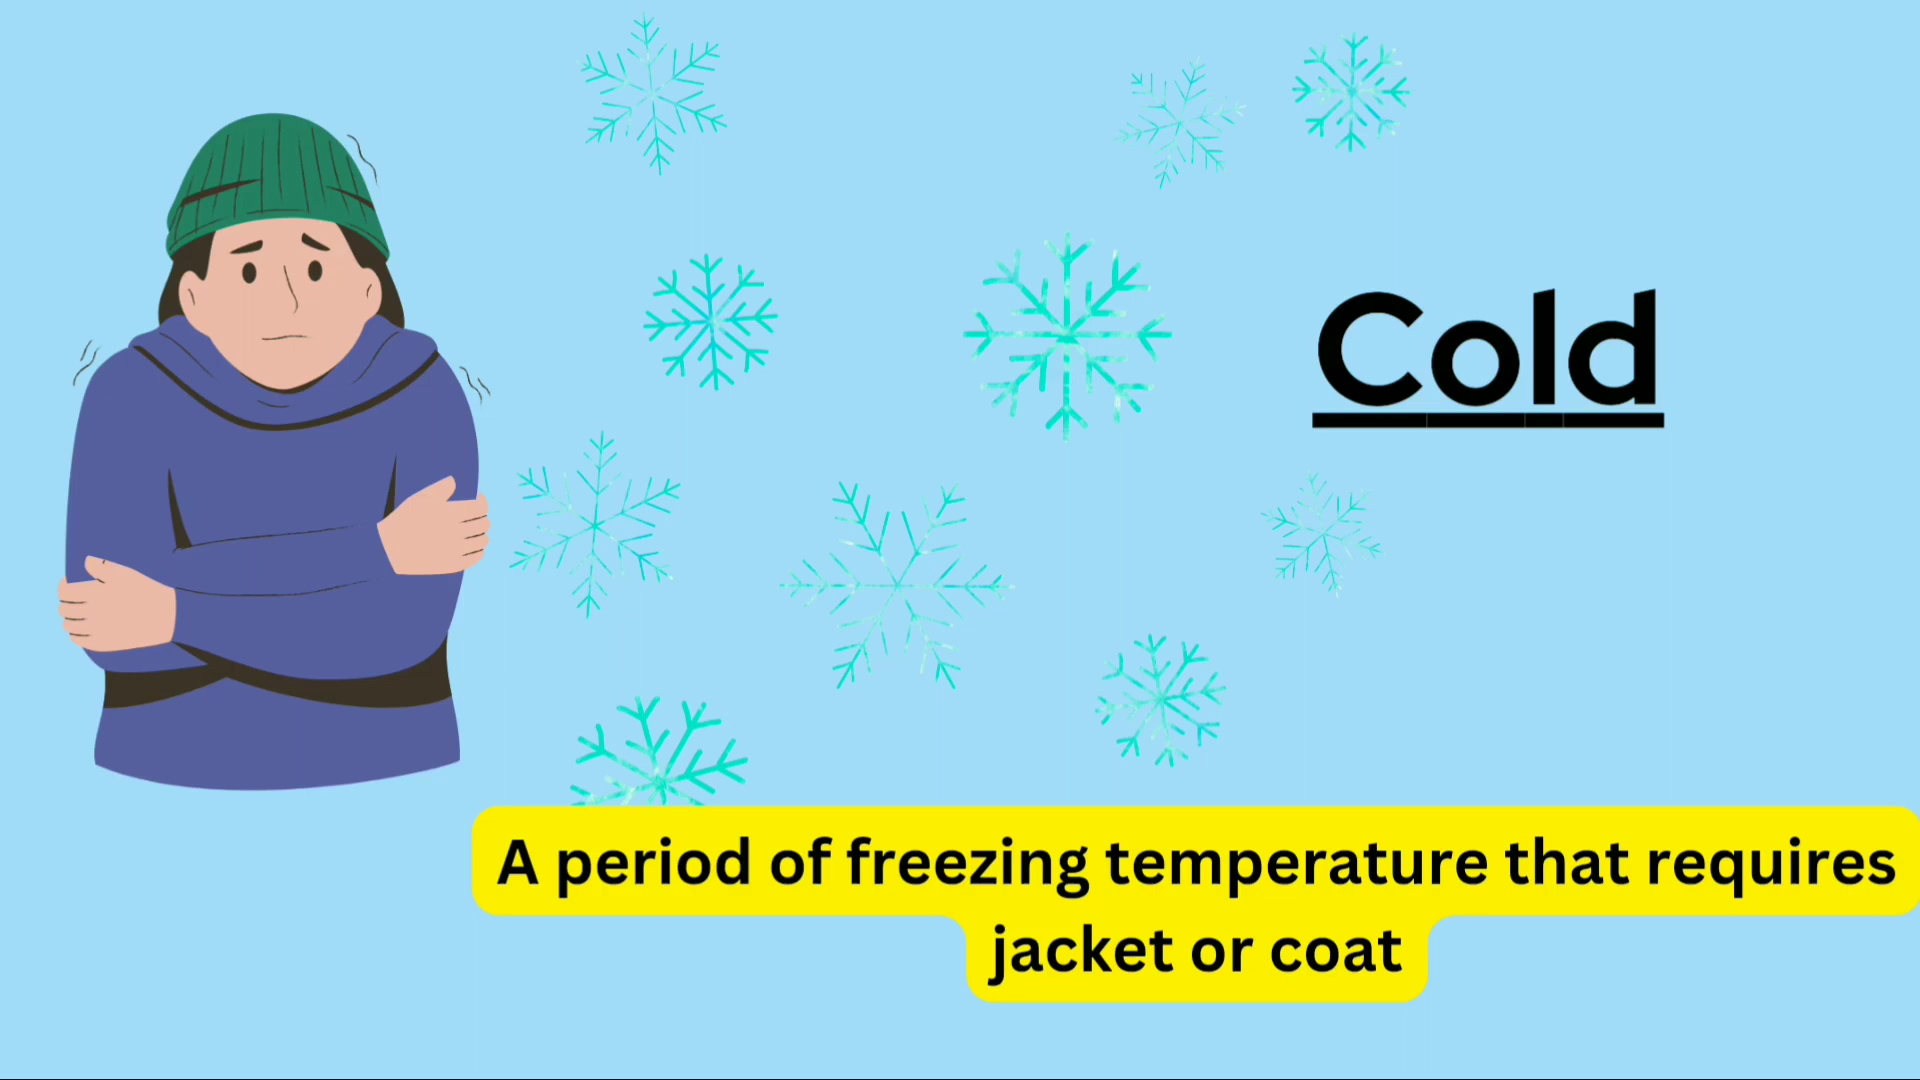 Cold
A period of freezing temperature that requires
jacket or coat